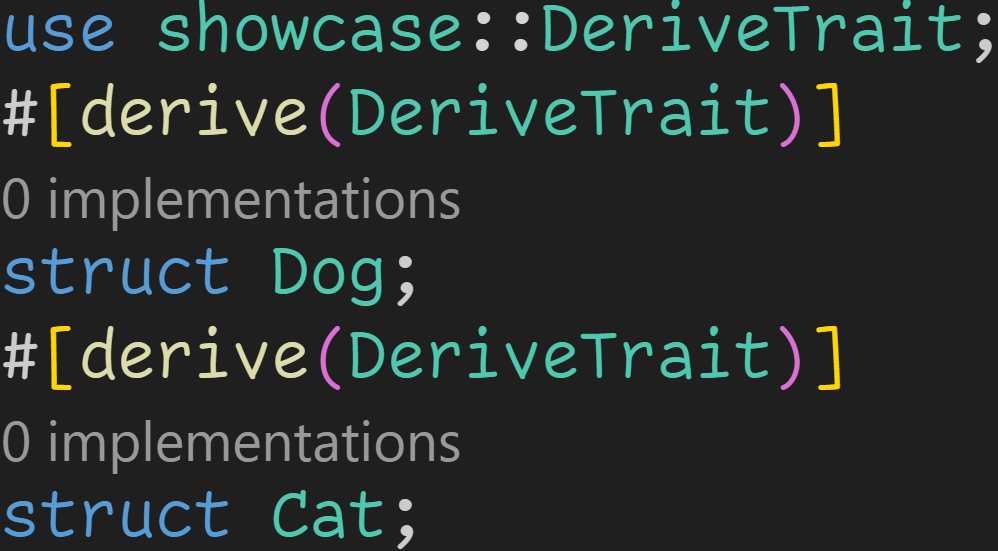 use showcase::DeriveTrait;
#[derive(DeriveTrait)]
0 implementations
struct Dog;
#[derive(DeriveTrait)]
0 implementations
struct Cat;